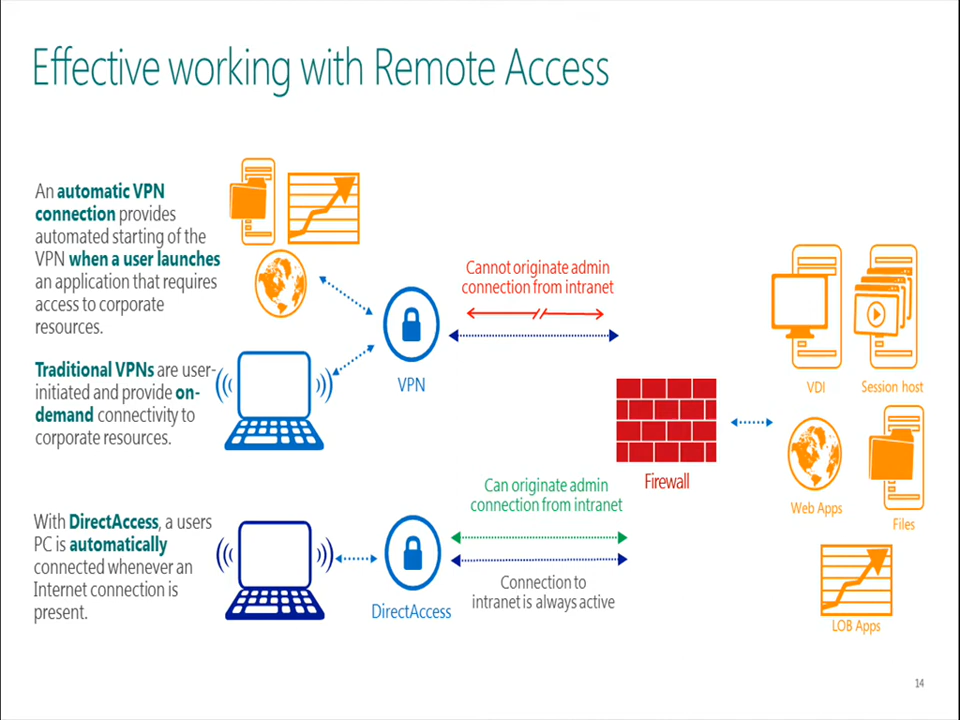 Effective working with Remote Access
An automatic VPN
connection provides
automated starting of the
VPN when a user launches
an application that requires
access to corporate
resources.
Traditional VPNs are user-
initiated and provide on-
demand connectivity to
corporate resources.
With DirectAccess, a users
PC is automatically
connected whenever an
Internet connection is
present.
VPN
Cannot originate admin
connection from intranet
DirectAccess
Can originate admin
connection from intranet
Connection to
intranet is always active
Firewall
VDI
Session host
Web Apps
Files
LOB Apps
14